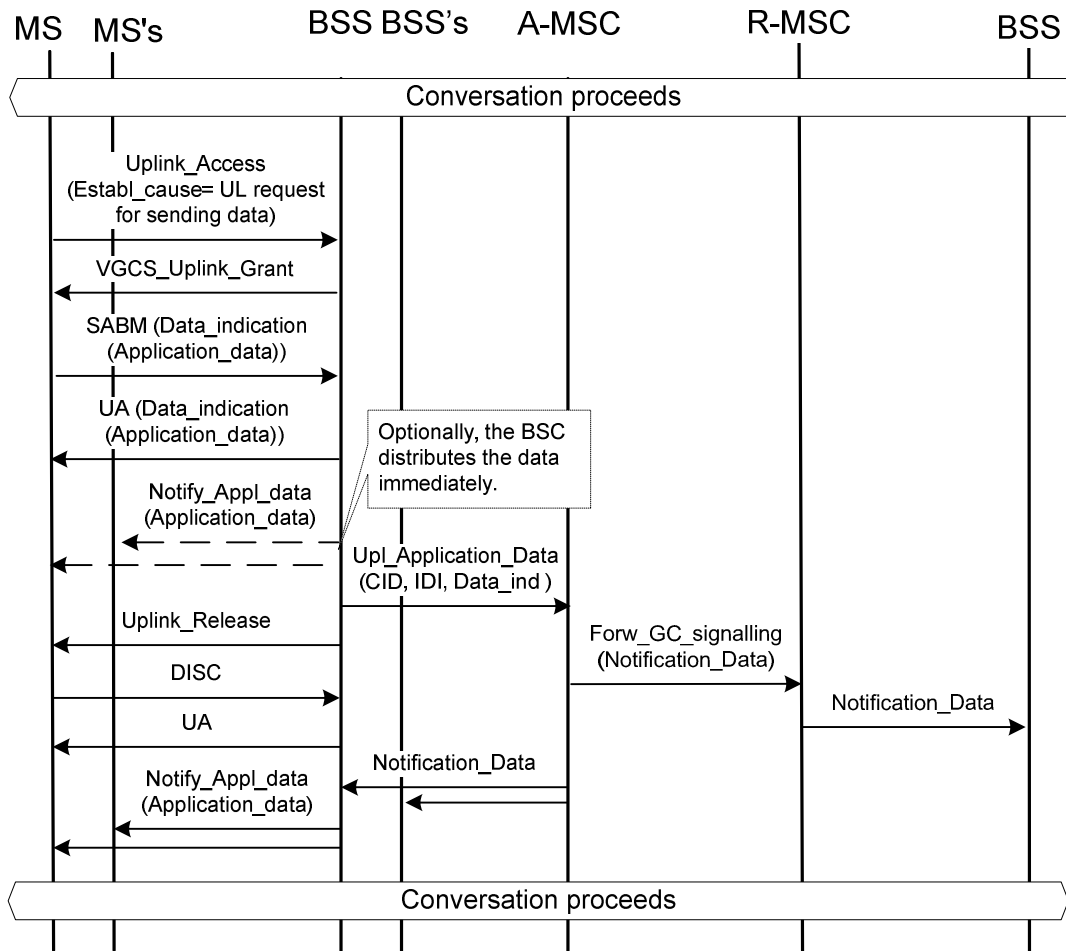 MS
MS's
BSS
BSS's
A-MSC
R-MSC
BSS
Conversation proceeds
Uplink_Access
(Establ_cause= UL request
for sending data)
VGCS_Uplink_Grant
SABM (Data_indication
(Application_data))
UA (Data_indication
(Application_data))
Optionally, the BSC
distributes the data
immediately.
Notify_Appl_data
(Application_data)
Upl_Application_Data
(CID, IDI, Data_ind )
Uplink_Release
Forw_GC_signalling
(Notification_Data)
DISC
Notification_Data
UA
Notification_Data
Notify_Appl_data
(Application_data)
Conversation proceeds